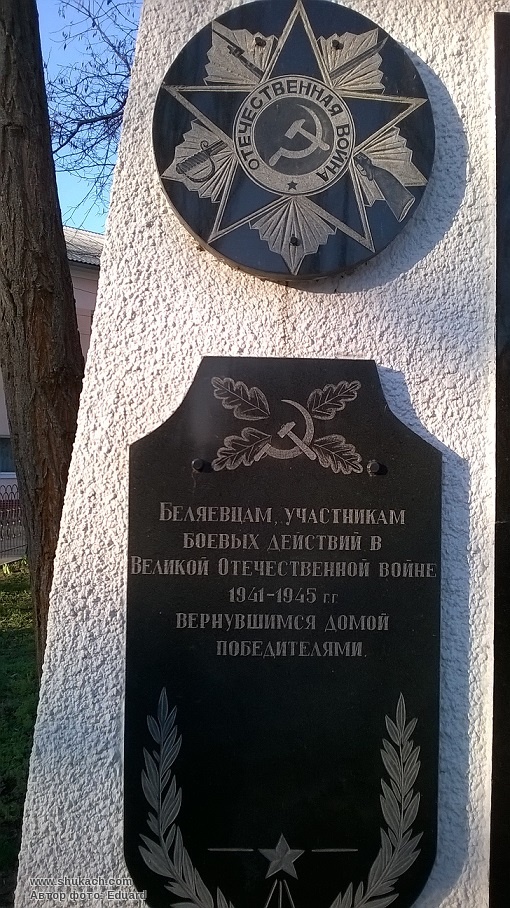 ОТЕЧЕСТВЕННАЯ ВОЙНА
БЕЛЯЕВЦАМ, УЧАСТНИКАМ
БОЕВЫХ ДЕЙСТВИЙ В
ВЕЛИКОЙ ОТЕЧЕСТВЕННОЙ ВОЙНЕ
1941-1945 г.г.
ВЕРНУВШИМСЯ ДОМОЙ
ПОБЕДИТЕЛЯМИ.
www.shukach.com
Автор фото: Eduard